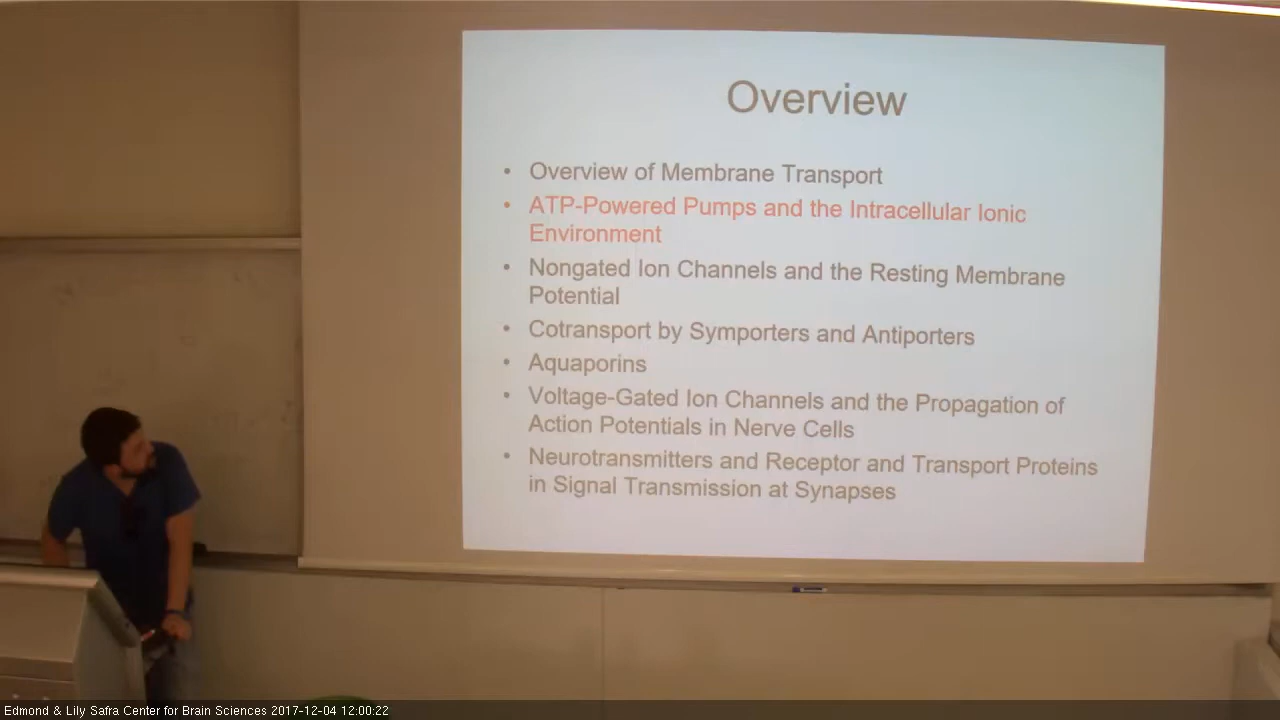 Overview
• Overview of Membrane Transport
• ATP-Powered Pumps and the Intracellular Ionic
Environment
• Nongated Ion Channels and the Resting Membrane
Potential
• Cotransport by Symporters and Antiporters
• Aquaporins
• Voltage-Gated Ion Channels and the Propagation of
Action Potentials in Nerve Cells
• Neurotransmitters and Receptor and Transport Proteins
in Signal Transmission at Synapses
Edmond & Lily Safra Center for Brain Sciences 2017-12-04 12:00:22